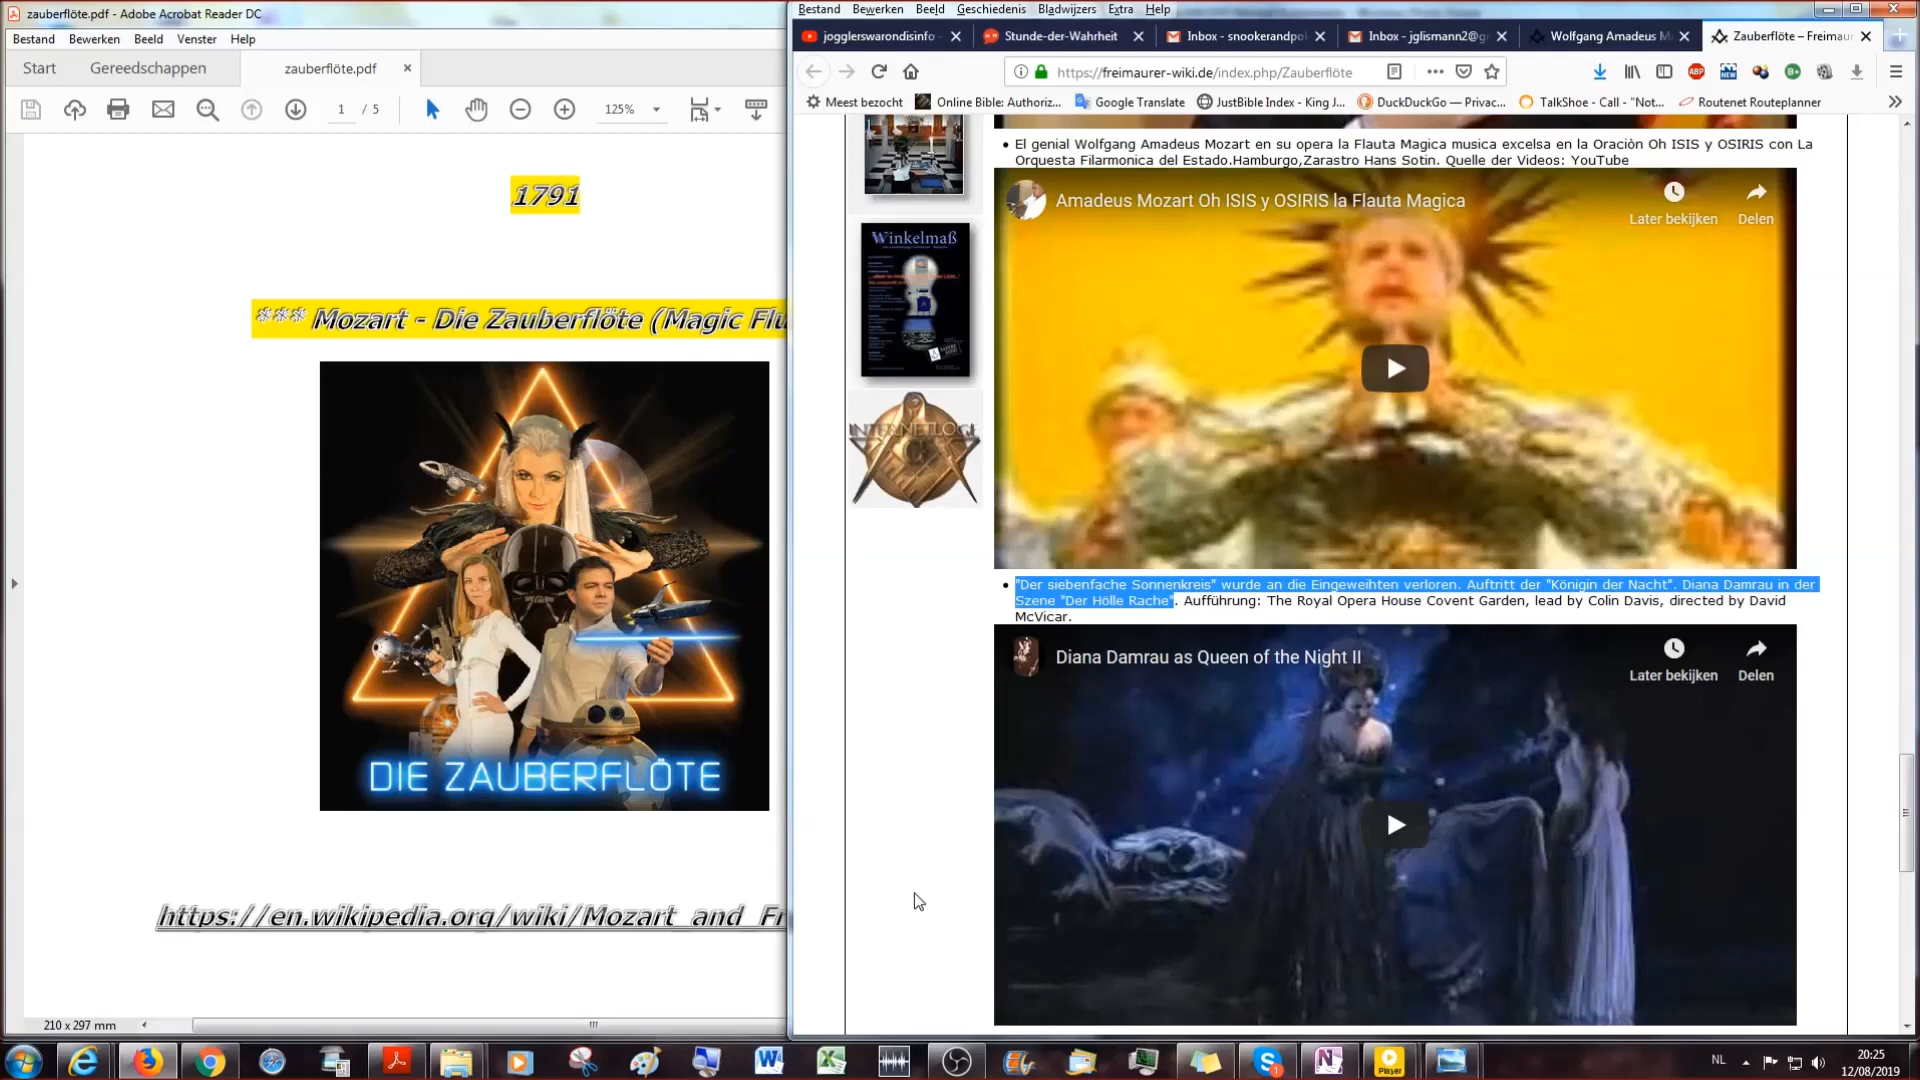 zauberflöte.pdf - Adobe Acrobat Reader DC
Bestand Bewerken Beeld Venster Help
Start Gereedschappen zauberflöte.pdf
1 / 5 125%
1791
*** Mozart - Die Zauberflöte (Magic Flu
DIE ZAUBERFLÖTE
https://en.wikipedia.org/wiki/Mozart_and_Fr
210 x 297 mm
Bestand Bewerken Beeld Geschiedenis Bladwijzers Extra Help
jogglerswarondisinfo Stunde-der-Wahrheit Inbox - snookerandpo Inbox - jglismann2@g Wolfgang Amadeus M Zauberflöte – Freimau
https://freimaurer-wiki.de/index.php/Zauberflöte
Meest bezocht Online Bible: Authoriz... Google Translate JustBible Index - King J... DuckDuckGo — Privac... TalkShoe - Call - "Not... Routenet Routeplanner
Winkelmaß
INTERNETLOGE
El genial Wolfgang Amadeus Mozart en su opera la Flauta Magica musica excelsa en la Oraciòn Oh ISIS y OSIRIS con La
Orquesta Filarmonica del Estado.Hamburgo,Zarastro Hans Sotin. Quelle der Videos: YouTube
Amadeus Mozart Oh ISIS y OSIRIS la Flauta Magica
Later bekijken Delen
"Der siebenfache Sonnenkreis" wurde an die Eingeweihten verloren. Auftritt der "Königin der Nacht". Diana Damrau in der
Szene "Der Hölle Rache". Aufführung: The Royal Opera House Covent Garden, lead by Colin Davis, directed by David
McVicar.
Diana Damrau as Queen of the Night II
Later bekijken Delen
NL 20:25
12/08/2019